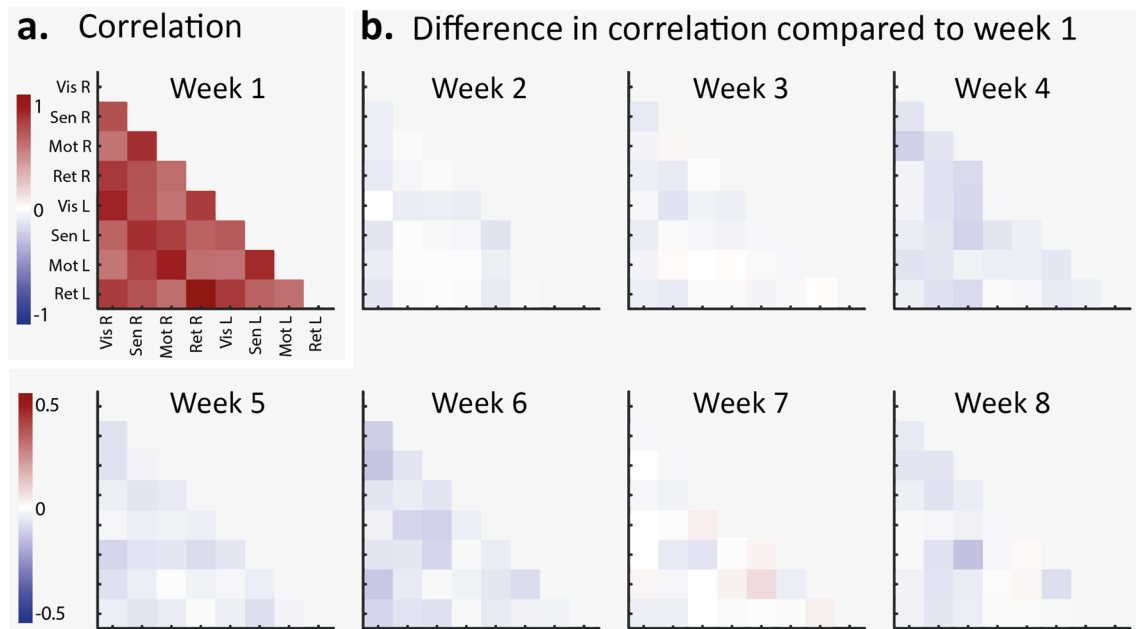 a. Correlation
b. Difference in correlation compared to week 1
Week 1
Week 2
Week 3
Week 4
1
0
-1
Vis R
Sen R
Mot R
Ret R
Vis L
Sen L
Mot L
Ret L
Vis R
Sen R
Mot R
Ret R
Vis L
Sen L
Mot L
Ret L
Week 5
Week 6
Week 7
Week 8
0.5
0
-0.5